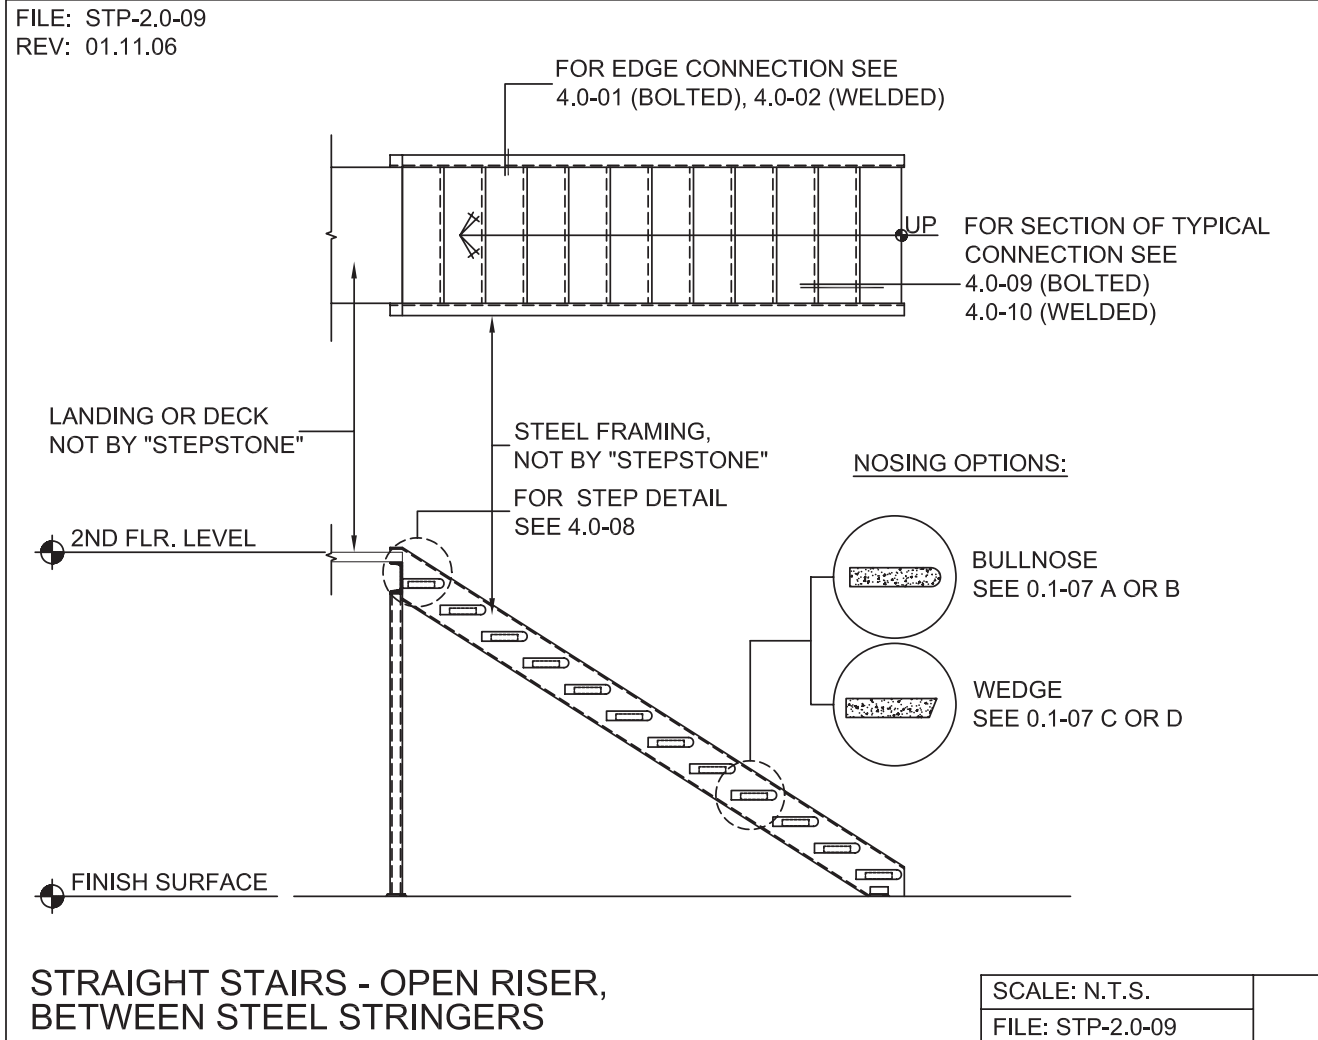 FILE: STP-2.0-09
REV: 01.11.06
FOR EDGE CONNECTION SEE
4.0-01 (BOLTED), 4.0-02 (WELDED)
UP
FOR SECTION OF TYPICAL
CONNECTION SEE
4.0-09 (BOLTED)
4.0-10 (WELDED)
LANDING OR DECK
NOT BY "STEPSTONE"
STEEL FRAMING,
NOT BY "STEPSTONE"
FOR STEP DETAIL
SEE 4.0-08
NOSING OPTIONS:
2ND FLR. LEVEL
BULLNOSE
SEE 0.1-07 A OR B
WEDGE
SEE 0.1-07 C OR D
FINISH SURFACE
STRAIGHT STAIRS - OPEN RISER,
BETWEEN STEEL STRINGERS
SCALE: N.T.S.
FILE: STP-2.0-09